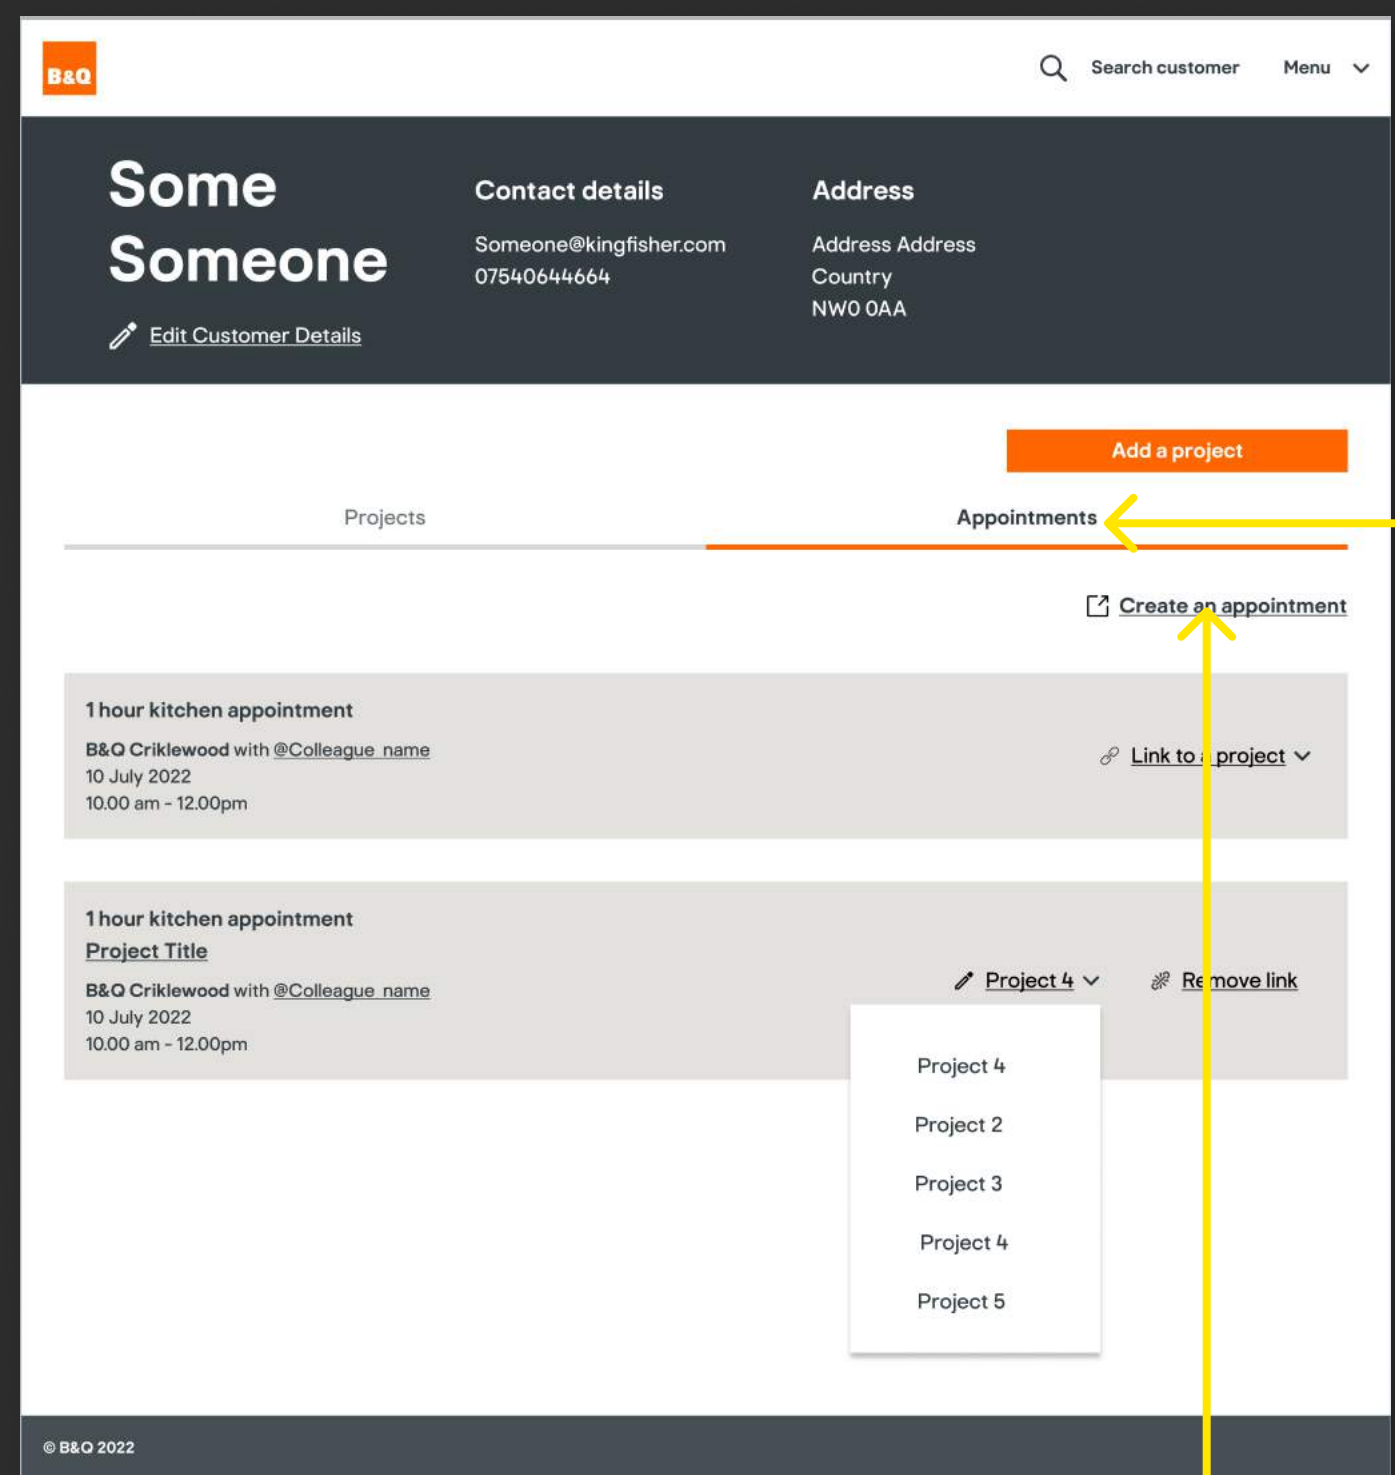 B&Q
Search customer
Menu
Some
Someone
Edit Customer Details
Contact details
Someone@kingfisher.com
07540644664
Address
Address Address
Country
NW0 0AA
Add a project
Projects
Appointments
Create an appointment
1 hour kitchen appointment
B&Q Criklewood with @Colleague_name
10 July 2022
10.00 am - 12.00pm
Link to a project
1 hour kitchen appointment
Project Title
B&Q Criklewood with @Colleague_name
10 July 2022
10.00 am - 12.00pm
Project 4
Remove link
Project 4
Project 2
Project 3
Project 4
Project 5
© B&Q 2022